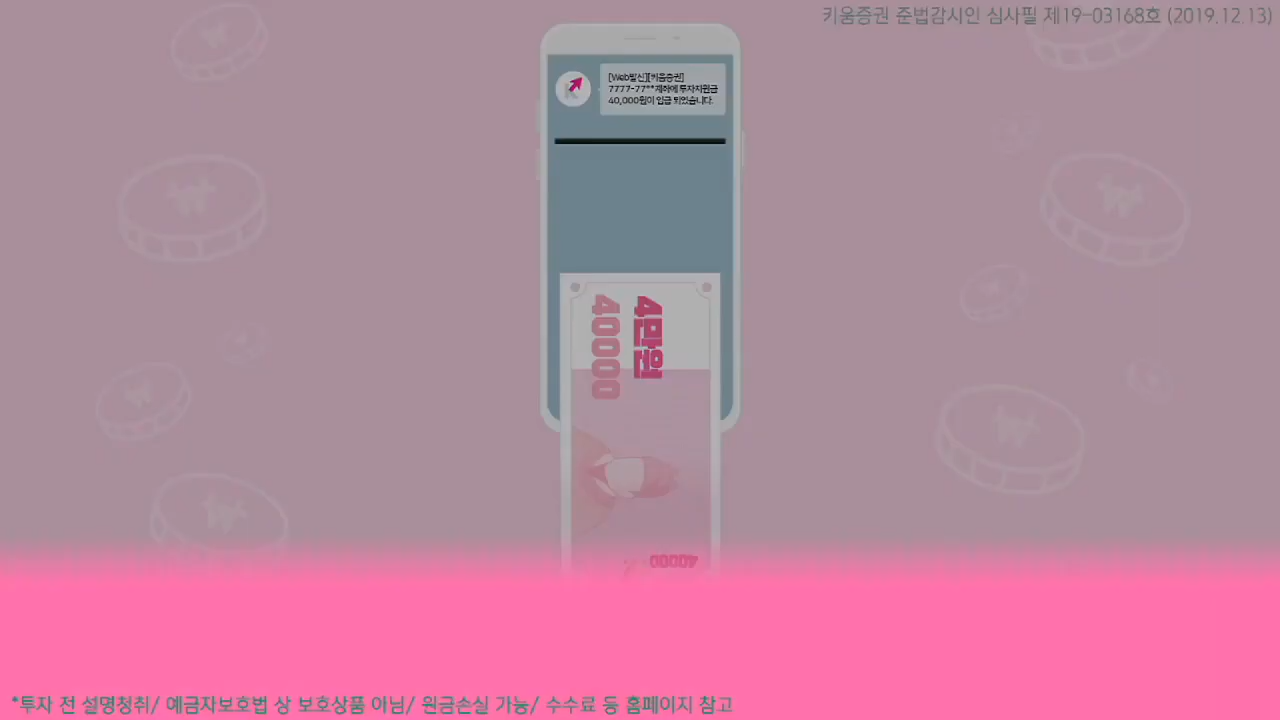 키움증권 준법감시인 심사필 제19-03168호 (2019.12.13)
[Web발신][키움증권]
7777-77**계좌에 투자지원금
40,000원이 입금 되었습니다.
4만원
40000
40000
*투자 전 설명청취/ 예금자보호법 상 보호상품 아님/ 원금손실 가능/ 수수료 등 홈페이지 참고